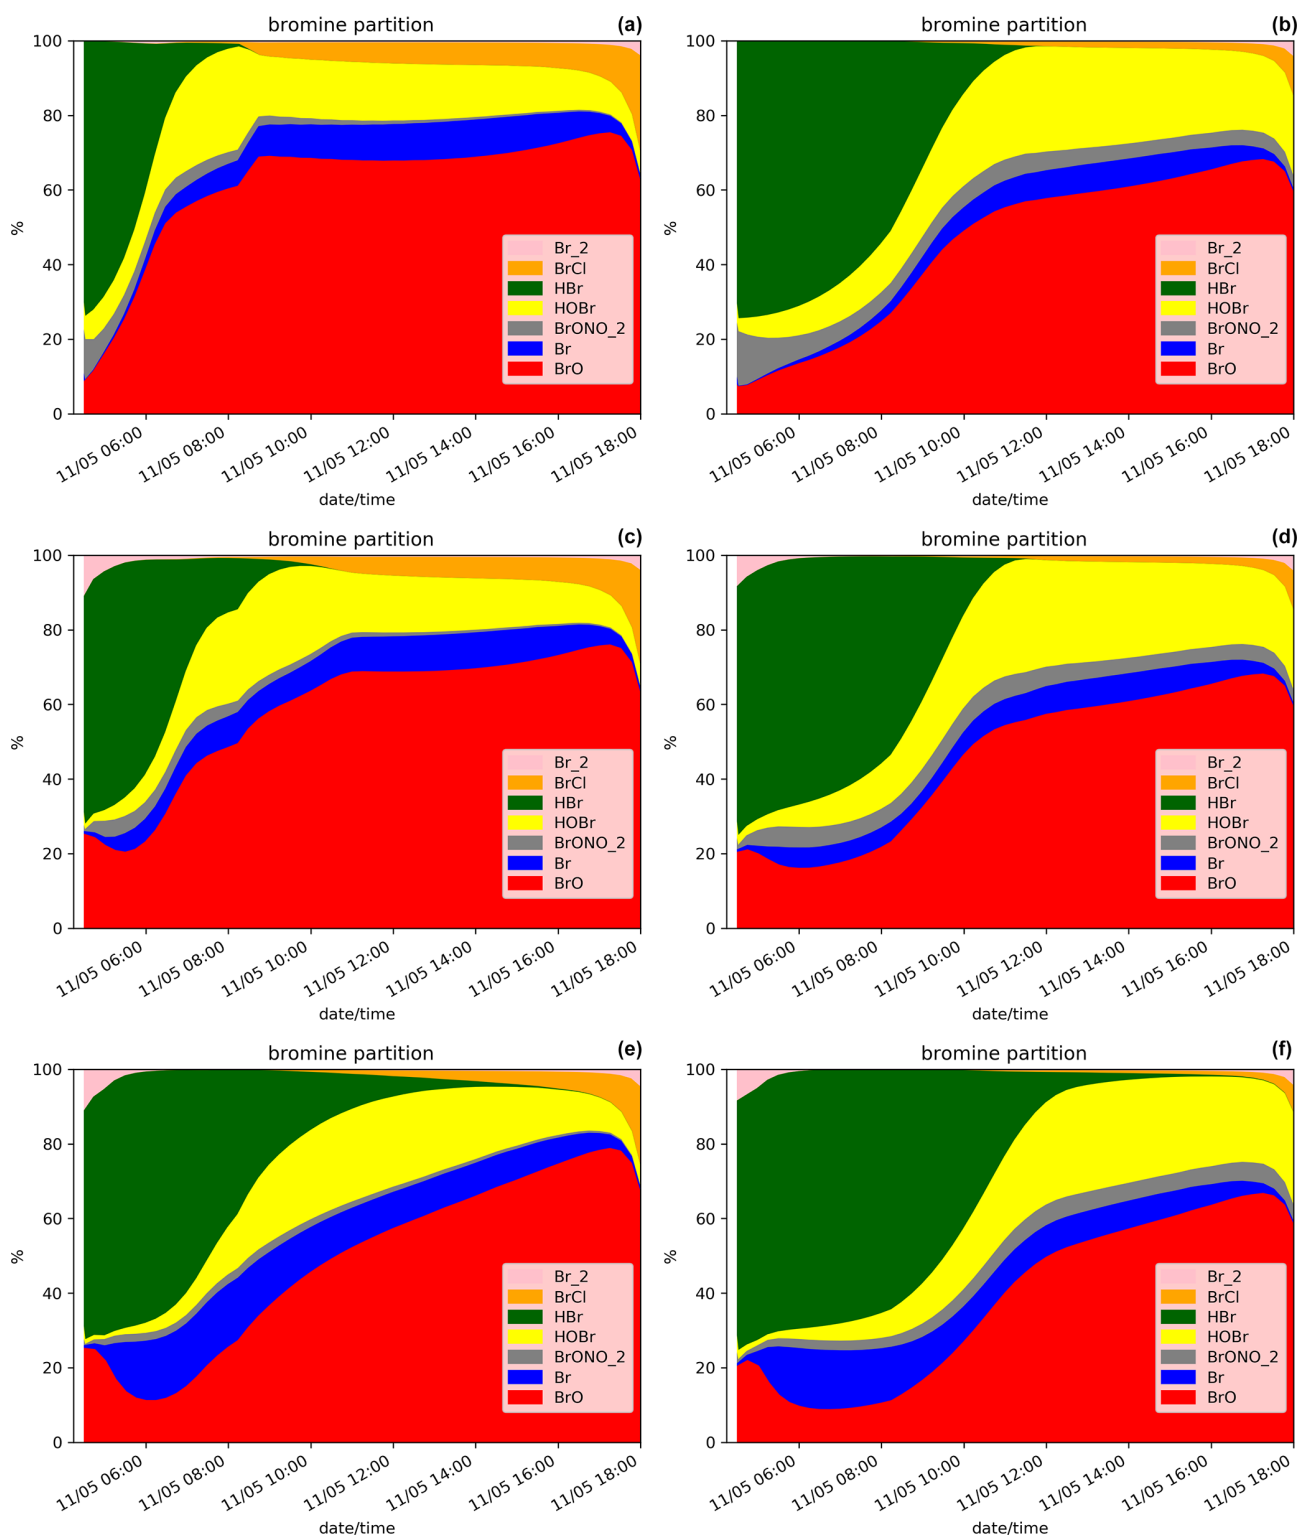 bromine partition (a)
100
80
60
40
20
0
%
Br_2
BrCl
HBr
HOBr
BrONO_2
Br
BrO
11/05 06:00 11/05 08:00 11/05 10:00 11/05 12:00 11/05 14:00 11/05 16:00 11/05 18:00
date/time
bromine partition (b)
100
80
60
40
20
0
%
Br_2
BrCl
HBr
HOBr
BrONO_2
Br
BrO
11/05 06:00 11/05 08:00 11/05 10:00 11/05 12:00 11/05 14:00 11/05 16:00 11/05 18:00
date/time
bromine partition (c)
100
80
60
40
20
0
%
Br_2
BrCl
HBr
HOBr
BrONO_2
Br
BrO
11/05 06:00 11/05 08:00 11/05 10:00 11/05 12:00 11/05 14:00 11/05 16:00 11/05 18:00
date/time
bromine partition (d)
100
80
60
40
20
0
%
Br_2
BrCl
HBr
HOBr
BrONO_2
Br
BrO
11/05 06:00 11/05 08:00 11/05 10:00 11/05 12:00 11/05 14:00 11/05 16:00 11/05 18:00
date/time
bromine partition (e)
100
80
60
40
20
0
%
Br_2
BrCl
HBr
HOBr
BrONO_2
Br
BrO
11/05 06:00 11/05 08:00 11/05 10:00 11/05 12:00 11/05 14:00 11/05 16:00 11/05 18:00
date/time
bromine partition (f)
100
80
60
40
20
0
%
Br_2
BrCl
HBr
HOBr
BrONO_2
Br
BrO
11/05 06:00 11/05 08:00 11/05 10:00 11/05 12:00 11/05 14:00 11/05 16:00 11/05 18:00
date/time